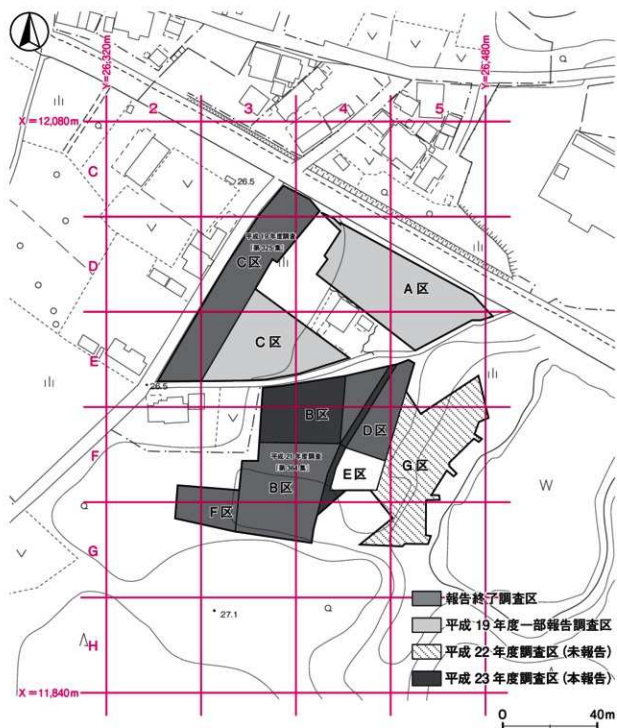 Y=26,320m
Y=26,480m
2
3
4
5
X＝12,080m
C
26.5
平成18年度調査
D
C区
A区
C区
E
26.5
B区
D区
F
平成21年度調査
E区
G区
B区
W
F区
G
27.1
H
X＝11,840m
報告終了調査区
平成19年度一部報告調査区
平成22年度調査区（未報告）
平成23年度調査区（本報告）
0
40m